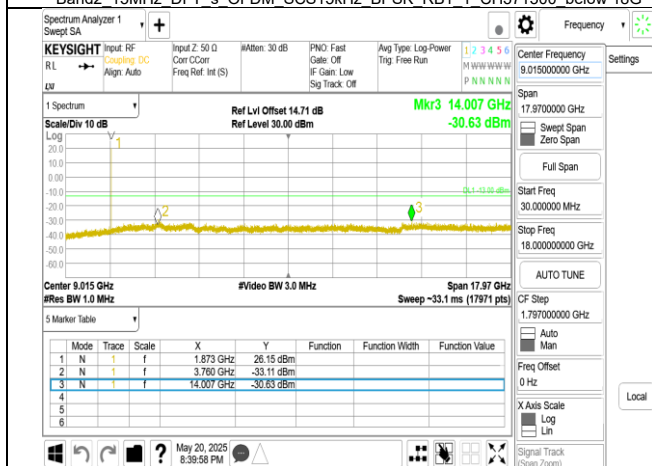 Band2_15MHz_DFT_s_OFDM_SCS15kHz_BPSK_RB1_1_CH371500_below 18G
Spectrum Analyzer 1
Swept SA
Frequency
KEYSIGHT Input: RF Input Z: 50 Ω #Atten: 30 dB PNO: Fast Avg Type: Log-Power 1 2 3 4 5 6
RL Coupling: DC Corr CCorr Gate: Off Trig: Free Run M W W W W W
Align: Auto Freq Ref: Int (S) IF Gain: Low P N N N N N
LXI Sig Track: Off
Settings
Center Frequency
9.015000000 GHz
Span
17.9700000 GHz
Swept Span
Zero Span
Full Span
Start Freq
30.000000 MHz
Stop Freq
18.000000000 GHz
AUTO TUNE
CF Step
1.797000000 GHz
Auto
Man
Freq Offset
0 Hz
X Axis Scale
Log
Lin
Local
Signal Track
(Span Zoom)
1 Spectrum
Ref Lvl Offset 14.71 dB Mkr3 14.007 GHz
Scale/Div 10 dB Ref Level 30.00 dBm -30.63 dBm
Log
20.0
10.0
0.00
-10.0
-20.0
-30.0
-40.0
-50.0
-60.0
1
2
3
DL1 -13.00 dBm
Center 9.015 GHz #Video BW 3.0 MHz Span 17.97 GHz
#Res BW 1.0 MHz Sweep ~33.1 ms (17971 pts)
5 Marker Table
Mode Trace Scale X Y Function Function Width Function Value
1 N 1 f 1.873 GHz 26.15 dBm
2 N 1 f 3.760 GHz -33.11 dBm
3 N 1 f 14.007 GHz -30.63 dBm
4
5
6
May 20, 2025
8:39:58 PM